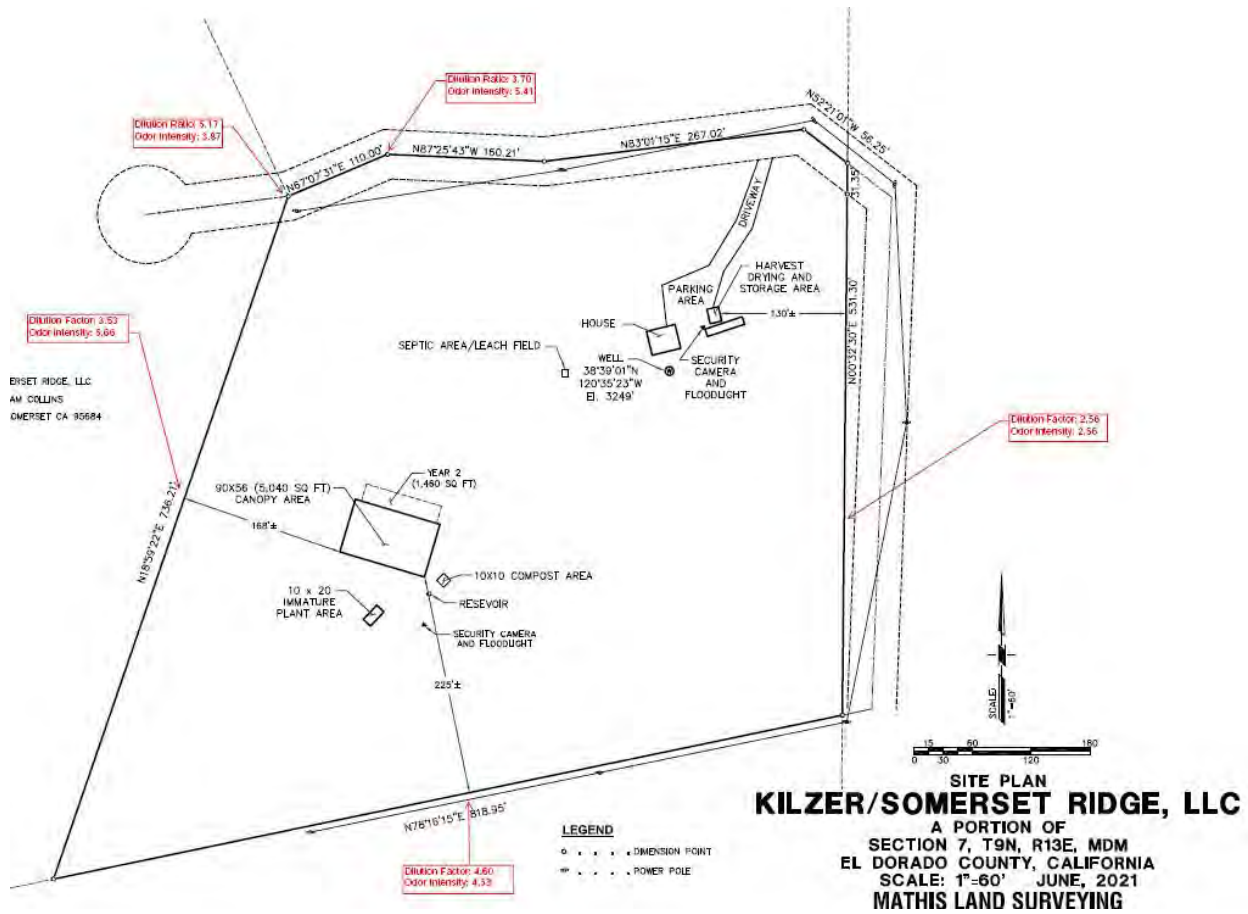 Dilution Ratio: 3.70
Odor Intensity: 5.41
Dilution Ratio: 5.17
Odor Intensity: 3.87
N67°07'31"E 110.00'
N87°25'43"W 160.21'
N83°01'15"E 267.02'
N52°21'01"W 56.25'
31.35'
DRIVEWAY
HARVEST
DRYING AND
STORAGE AREA
PARKING
AREA
130'±
HOUSE
SEPTIC AREA/LEACH FIELD
WELL
38°39'01"N
120°35'23"W
El. 3249'
SECURITY
CAMERA
AND
FLOODLIGHT
N00°32'30"E 531.30'
Dilution Factor: 3.53
Odor Intensity: 5.66
ERSET RIDGE, LLC
AM COLLINS
OMERSET CA 95684
Dilution Factor: 2.56
Odor Intensity: 2.56
YEAR 2
(1,460 SQ FT)
90X56 (5,040 SQ FT)
CANOPY AREA
168'±
N18°59'22"E 736.21'
10X10 COMPOST AREA
10 x 20
IMMATURE
PLANT AREA
RESEVOIR
SECURITY CAMERA
AND FLOODLIGHT
225'±
SCALE:
1"=60'
15 60 180
0 30 120
N78°16'15"E 818.95'
Dilution Factor: 4.60
Odor Intensity: 4.53
LEGEND
. . . . DIMENSION POINT
. . . . POWER POLE
SITE PLAN
KILZER/SOMERSET RIDGE, LLC
A PORTION OF
SECTION 7, T9N, R13E, MDM
EL DORADO COUNTY, CALIFORNIA
SCALE: 1"=60' JUNE, 2021
MATHIS LAND SURVEYING